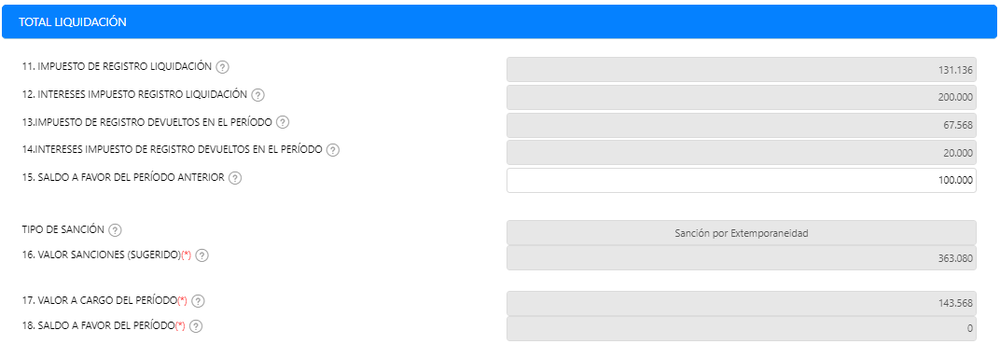 TOTAL LIQUIDACIÓN
11. IMPUESTO DE REGISTRO LIQUIDACIÓN ? 131.136
12. INTERESES IMPUESTO REGISTRO LIQUIDACIÓN ? 200.000
13.IMPUESTO DE REGISTRO DEVUELTOS EN EL PERÍODO ? 67.568
14.INTERESES IMPUESTO DE REGISTRO DEVUELTOS EN EL PERÍODO ? 20.000
15. SALDO A FAVOR DEL PERÍODO ANTERIOR ? 100.000
TIPO DE SANCIÓN ? Sanción por Extemporaneidad
16. VALOR SANCIONES (SUGERIDO)(*) ? 363.080
17. VALOR A CARGO DEL PERÍODO(*) ? 143.568
18. SALDO A FAVOR DEL PERÍODO(*) ? 0